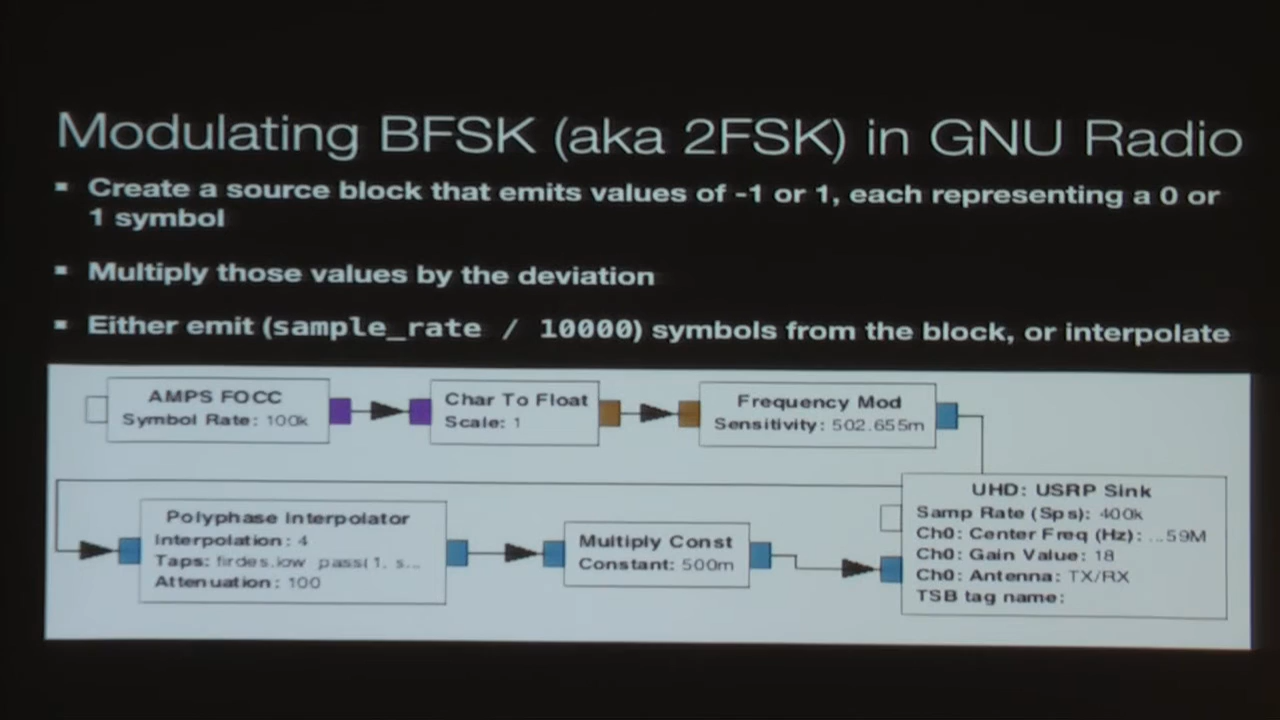 Modulating BFSK (aka 2FSK) in GNU Radio
▪ Create a source block that emits values of -1 or 1, each representing a 0 or
1 symbol
▪ Multiply those values by the deviation
▪ Either emit (sample_rate / 10000) symbols from the block, or interpolate
AMPS FOCC
Symbol Rate: 100k
Char To Float
Scale: 1
Frequency Mod
Sensitivity: 502.655m
Polyphase Interpolator
Interpolation: 4
Taps: firdes.low_pass(1, s...
Attenuation: 100
Multiply Const
Constant: 500m
UHD: USRP Sink
Samp Rate (Sps): 400k
Ch0: Center Freq (Hz): ...59M
Ch0: Gain Value: 18
Ch0: Antenna: TX/RX
TSB tag name: